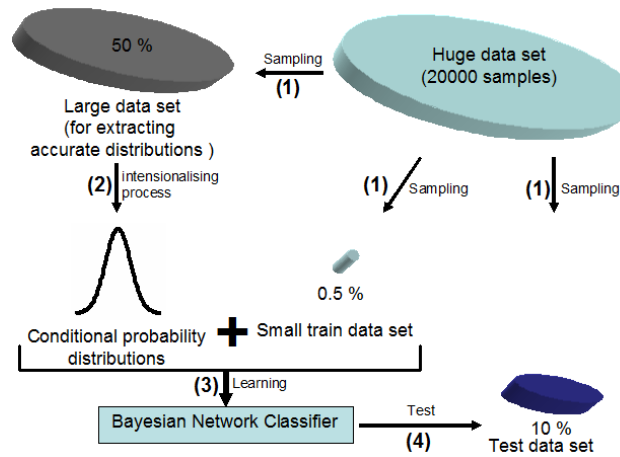 50 %
Huge data set
(20000 samples)
Sampling
(1)
Large data set
(for extracting
accurate distributions )
(2)
intensionalising
process
(1)
Sampling
(1)
Sampling
0.5 %
Conditional probability
distributions
+
Small train data set
(3)
Learning
Bayesian Network Classifier
Test
(4)
10 %
Test data set